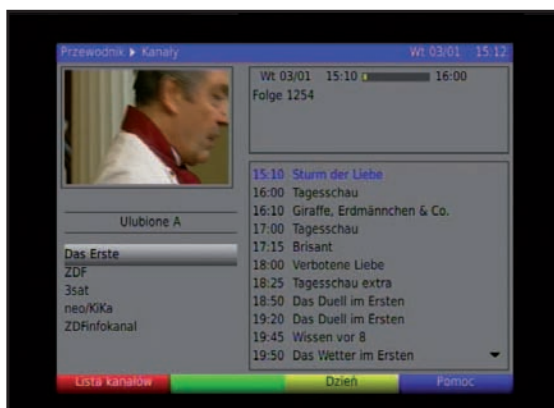 Przewodnik Kanały Wt 03/01 15:12
Wt 03/01 15:10 16:00
Folge 1254
Ulubione A
Das Erste
ZDF
3sat
neo/KiKa
ZDFinfokanal
15:10 Sturm der Liebe
16:00 Tagesschau
16:10 Giraffe, Erdmännchen & Co.
17:00 Tagesschau
17:15 Brisant
18:00 Verbotene Liebe
18:25 Tagesschau extra
18:50 Das Duell im Ersten
19:20 Das Duell im Ersten
19:45 Wissen vor 8
19:50 Das Wetter im Ersten
Lista kanałów Dzień Pomoc